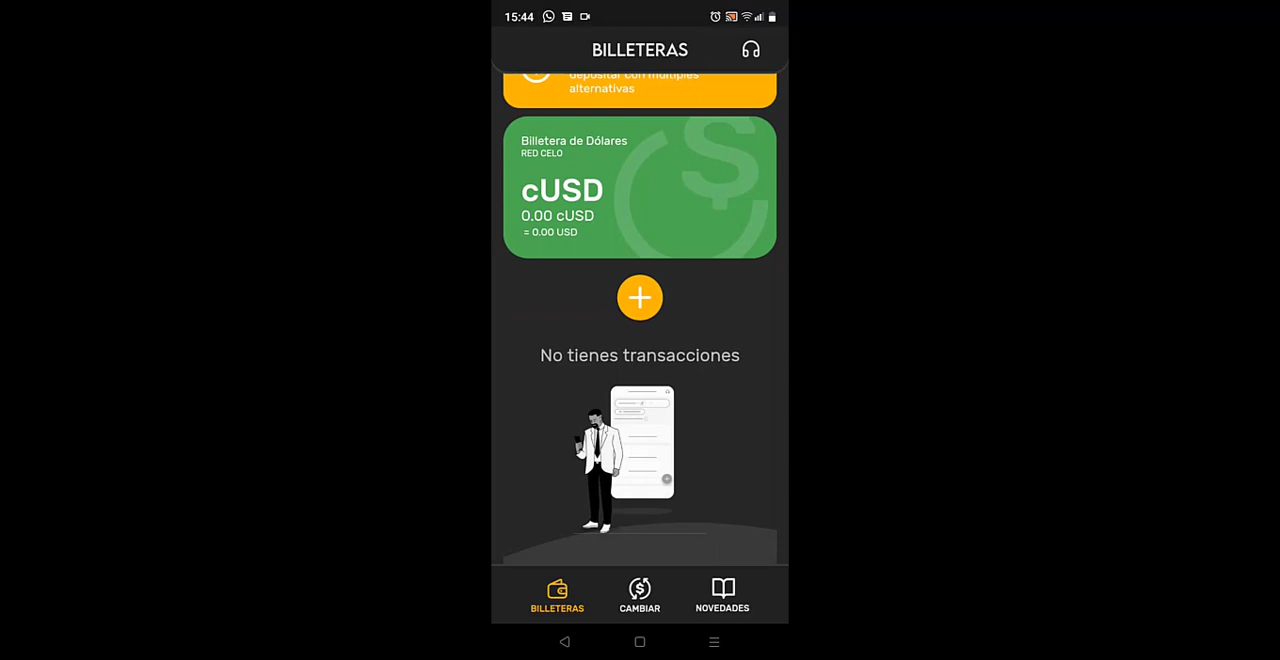 15:44
BILLETERAS
depositar con múltiples
alternativas
Billetera de Dólares
RED CELO
cUSD
0.00 cUSD
= 0.00 USD
No tienes transacciones
BILLETERAS
CAMBIAR
NOVEDADES